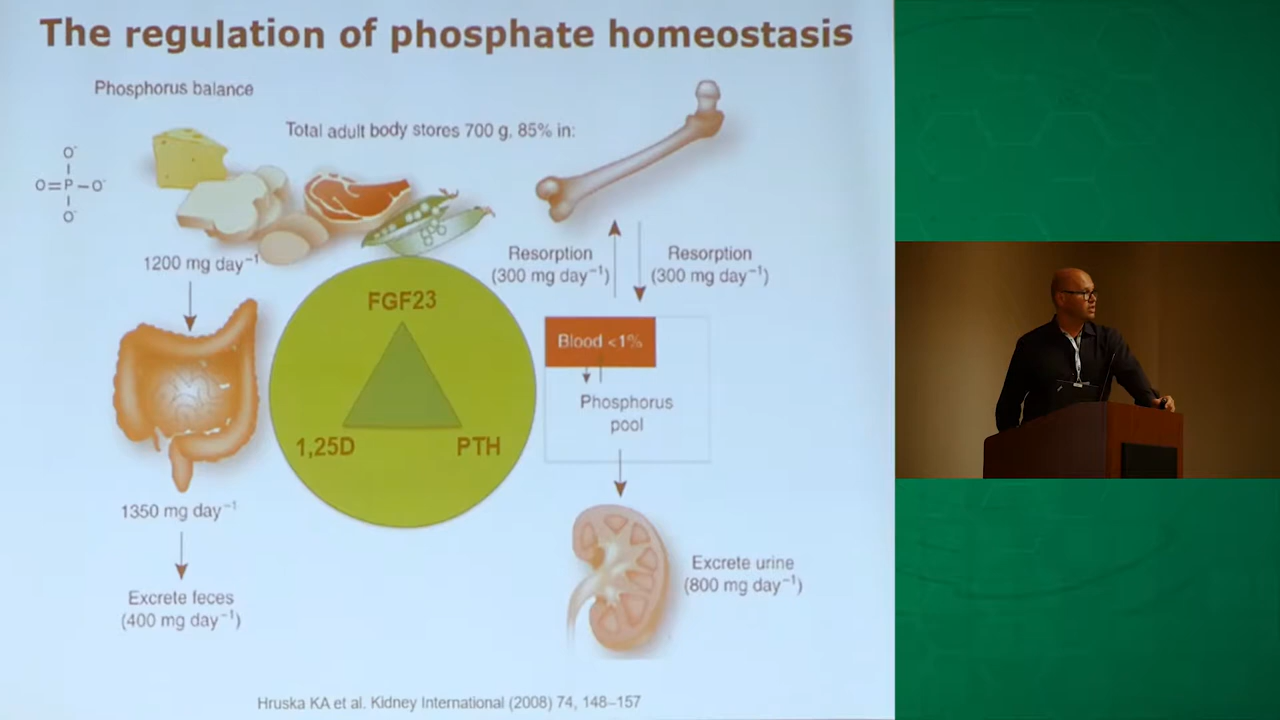 The regulation of phosphate homeostasis
Phosphorus balance
Total adult body stores 700 g, 85% in:
O⁻
O=P–O⁻
O⁻
1200 mg day⁻¹
Resorption
(300 mg day⁻¹)
Resorption
(300 mg day⁻¹)
FGF23
1,25D
PTH
Blood <1%
Phosphorus
pool
1350 mg day⁻¹
Excrete feces
(400 mg day⁻¹)
Excrete urine
(800 mg day⁻¹)
Hruska KA et al. Kidney International (2008) 74, 148–157